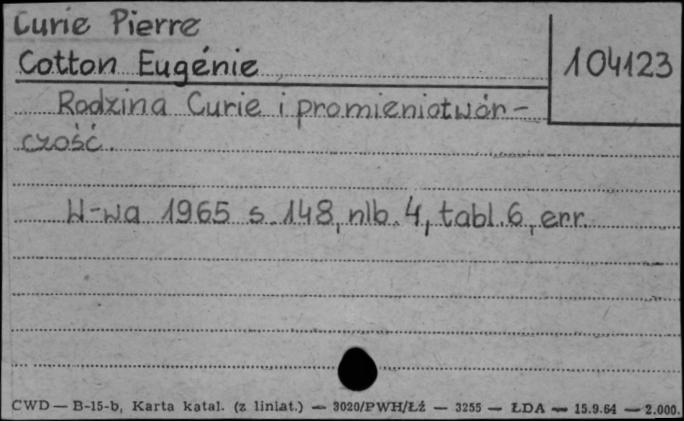 Curie Pierre
Cotton Eugénie
104123
Rodzina Curie i promieniotwór-
czość.
W-wa 1965 s. 148, nlb. 4, tabl. 6, err.
CWD — B-15-b, Karta katal. (z liniat.) — 3020/PWH/Łź — 3255 — ŁDA — 15.9.64 — 2.000.